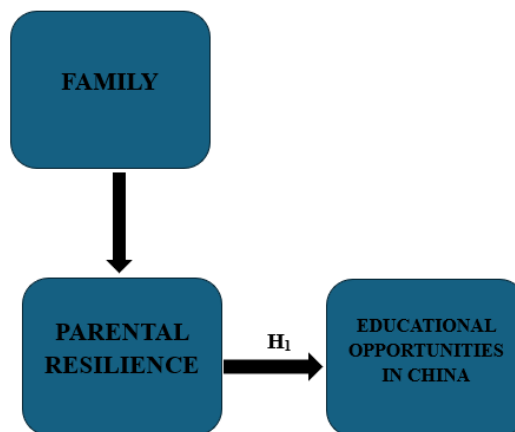 FAMILY
PARENTAL
RESILIENCE
H₁
EDUCATIONAL
OPPORTUNITIES
IN CHINA